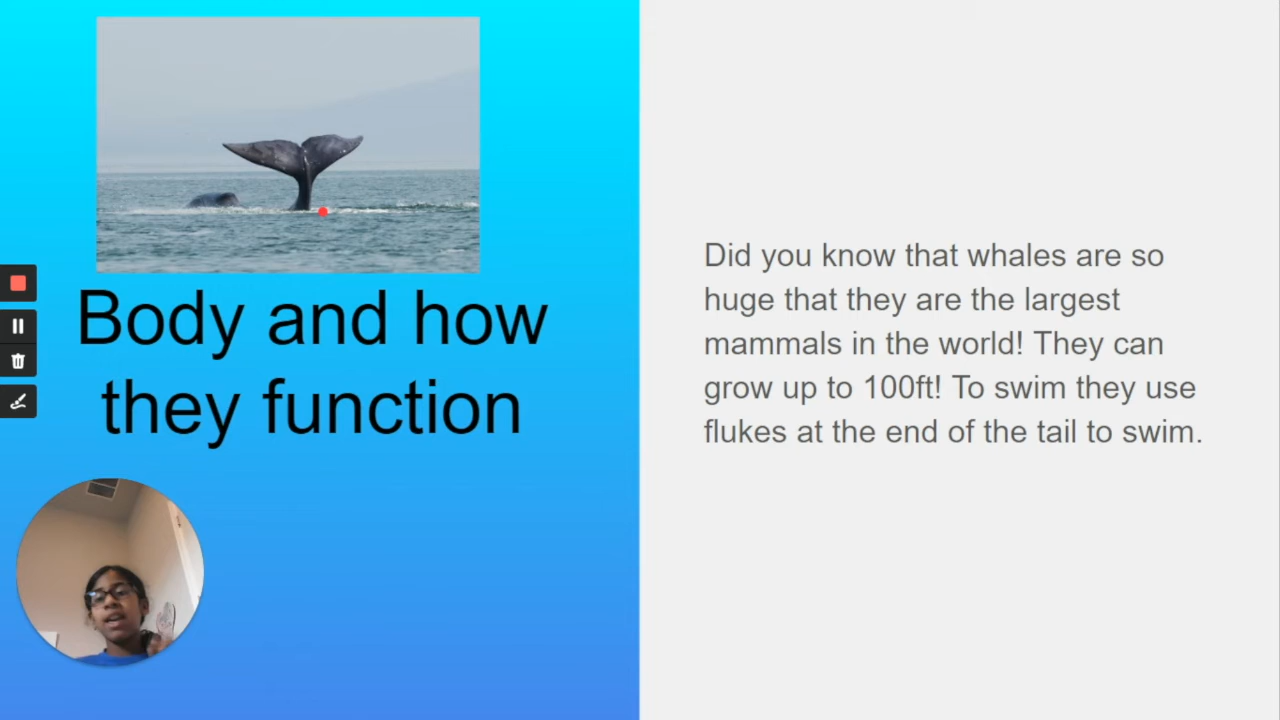 Body and how
they function
Did you know that whales are so
huge that they are the largest
mammals in the world! They can
grow up to 100ft! To swim they use
flukes at the end of the tail to swim.